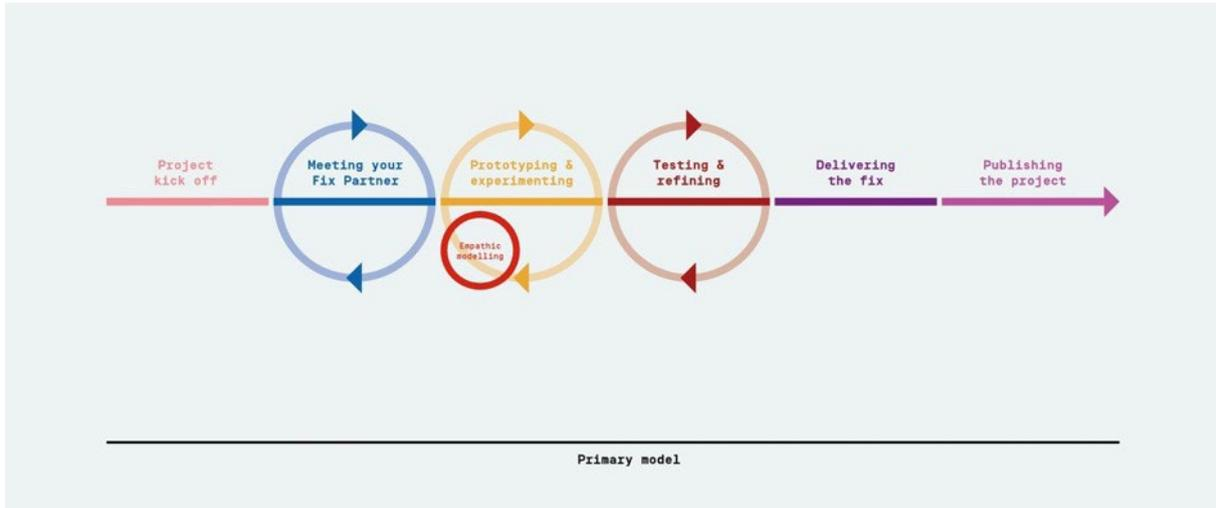 Project
kick off
Meeting your
Fix Partner
Prototyping &
experimenting
Testing &
refining
Delivering
the fix
Publishing
the project
Empathic
modelling
Primary model